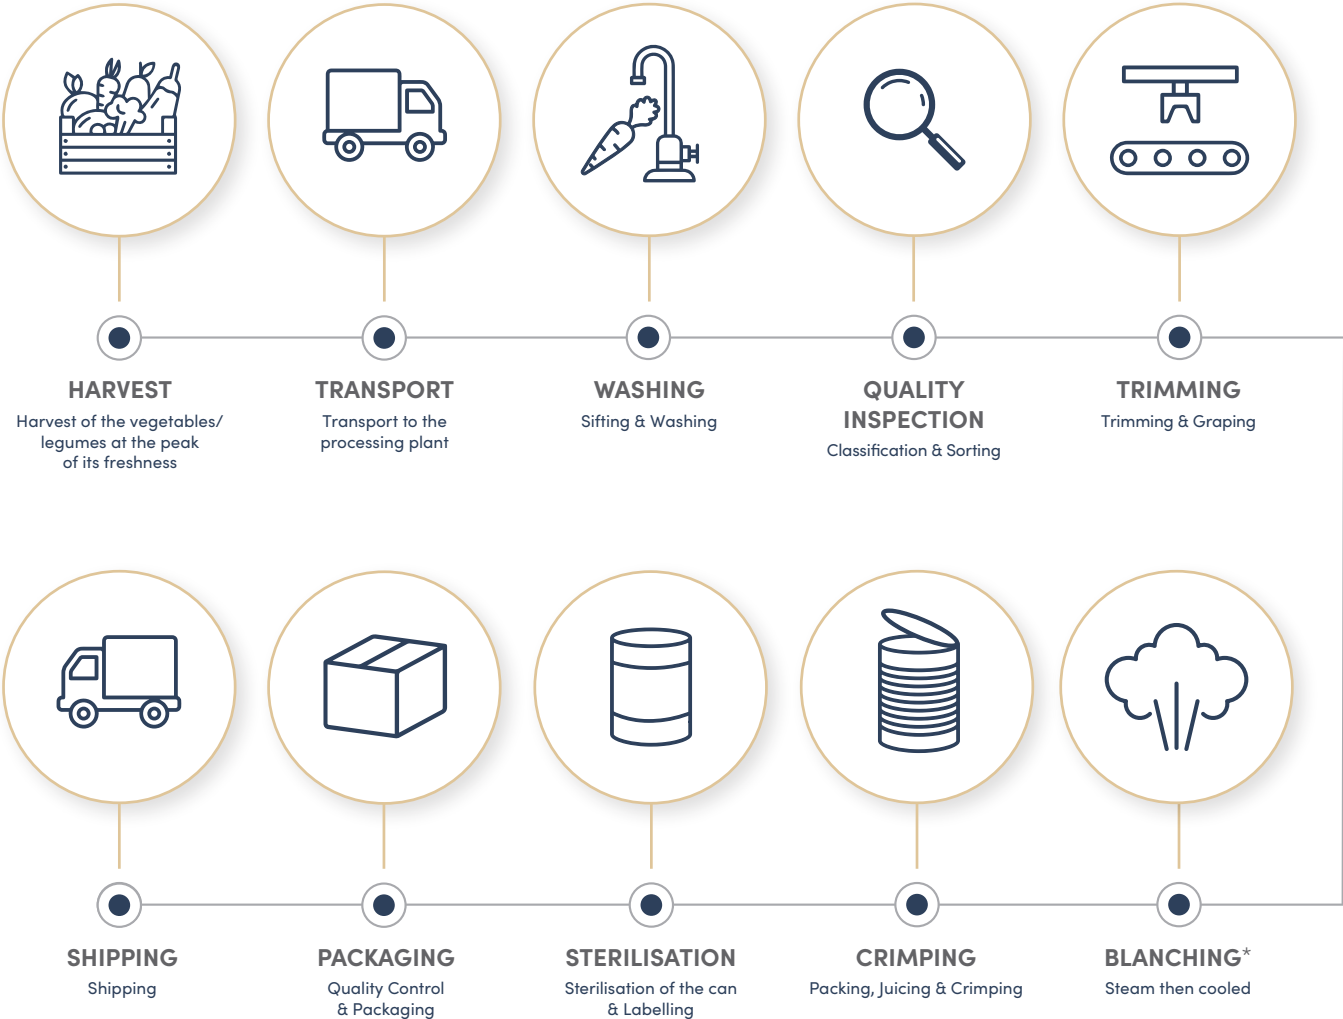 HARVEST
Harvest of the vegetables/
legumes at the peak
of its freshness
TRANSPORT
Transport to the
processing plant
WASHING
Sifting & Washing
QUALITY
INSPECTION
Classification & Sorting
TRIMMING
Trimming & Graping
SHIPPING
Shipping
PACKAGING
Quality Control
& Packaging
STERILISATION
Sterilisation of the can
& Labelling
CRIMPING
Packing, Juicing & Crimping
BLANCHING*
Steam then cooled